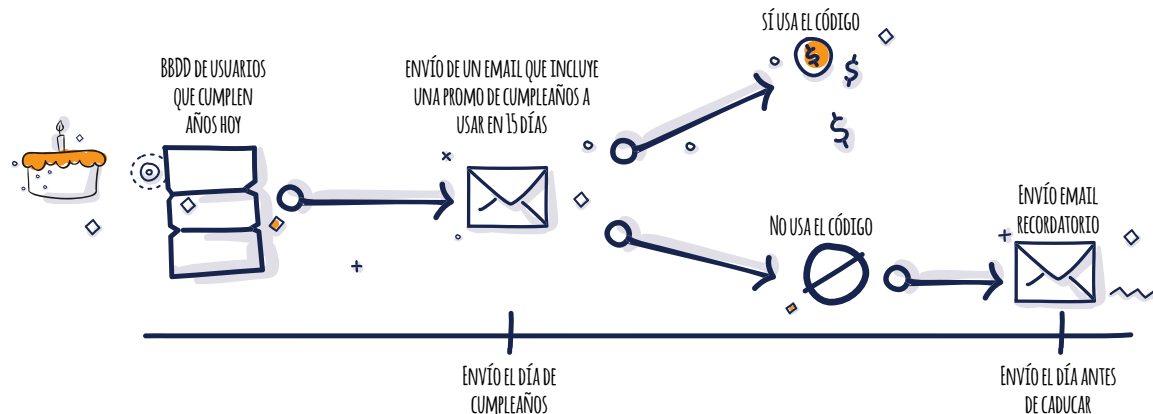 BBDD DE USUARIOS
QUE CUMPLEN
AÑOS HOY
ENVÍO DE UN EMAIL QUE INCLUYE
UNA PROMO DE CUMPLEAÑOS A
USAR EN 15 DÍAS
SÍ USA EL CÓDIGO
$
$
$
NO USA EL CÓDIGO
ENVÍO EMAIL
RECORDATORIO
ENVÍO EL DÍA DE
CUMPLEAÑOS
ENVÍO EL DÍA ANTES
DE CADUCAR